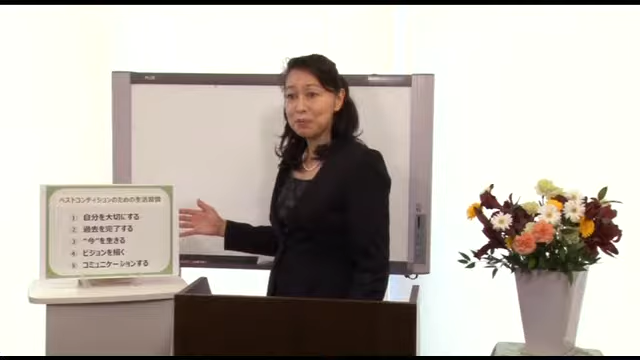 PLUS
ベストコンディションのための生活習慣
① 自分を大切にする
② 過去を完了する
③ “今”を生きる
④ ビジョンを描く
⑤ コミュニケーションする